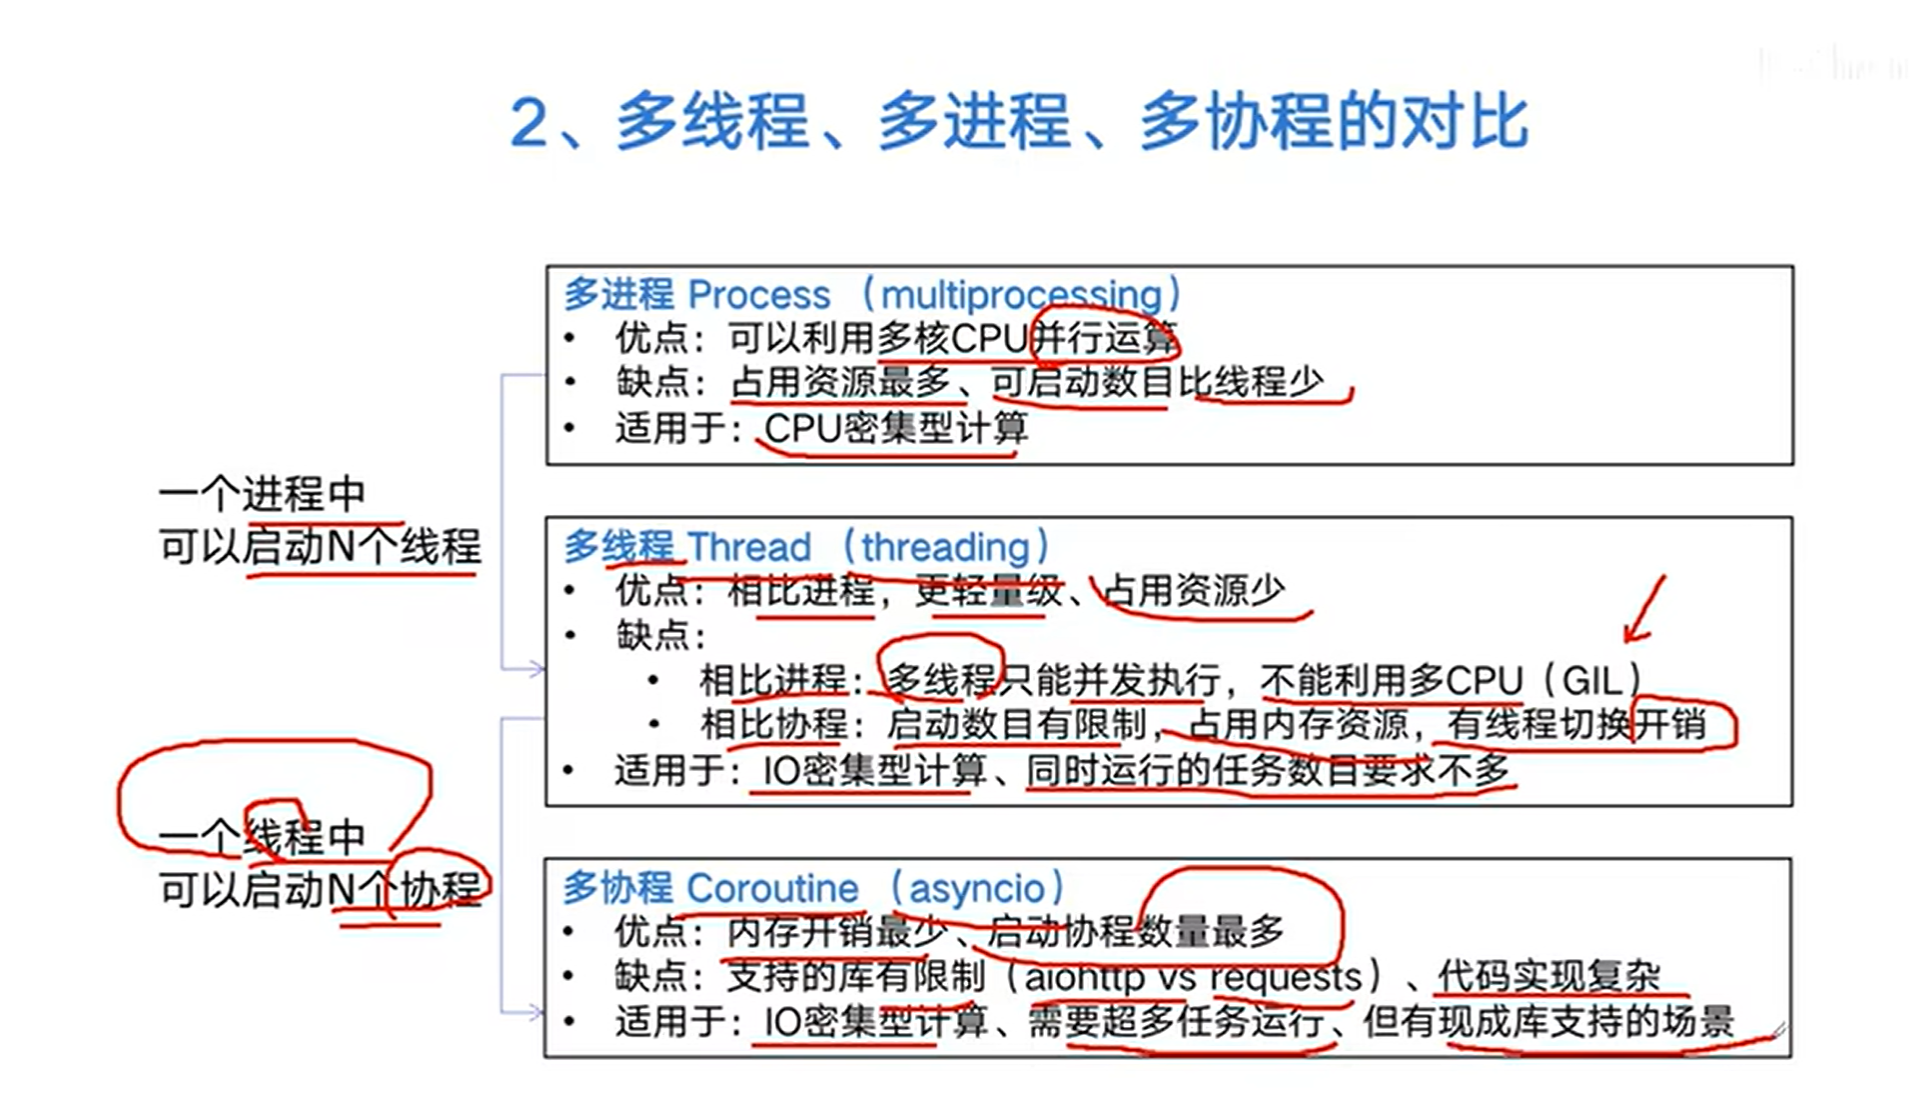 2、多线程、多进程、多协程的对比
多进程 Process （multiprocessing）
• 优点：可以利用多核CPU并行运算
• 缺点：占用资源最多、可启动数目比线程少
• 适用于：CPU密集型计算
一个进程中
可以启动N个线程
多线程 Thread （threading）
• 优点：相比进程，更轻量级、占用资源少
• 缺点：
• 相比进程：多线程只能并发执行，不能利用多CPU（GIL）
• 相比协程：启动数目有限制，占用内存资源，有线程切换开销
• 适用于：IO密集型计算、同时运行的任务数目要求不多
一个线程中
可以启动N个协程
多协程 Coroutine （asyncio）
• 优点：内存开销最少、启动协程数量最多
• 缺点：支持的库有限制（aiohttp vs requests）、代码实现复杂
• 适用于：IO密集型计算、需要超多任务运行、但有现成库支持的场景